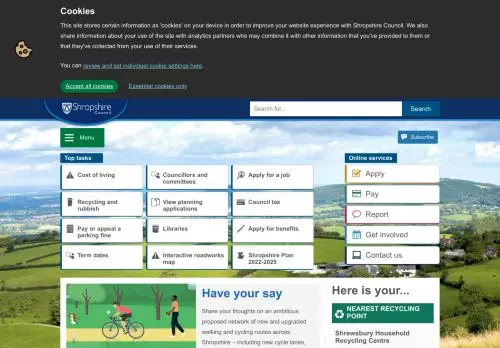 Cookies
This site stores certain information as 'cookies' on your device in order to improve your website experience with Shropshire Council. We also
share information about your use of the site with analytics partners who may combine it with other information that you've provided to them or
that they've collected from your use of their services.
You can review and set individual cookie settings here.
Accept all cookies
Essential cookies only
Shropshire
Council
Search for...
Search
Menu
Subscribe
Top tasks
Online services
Cost of living
Councillors and
committees
Apply for a job
Recycling and
rubbish
View planning
applications
Council tax
Pay or appeal a
parking fine
Libraries
Apply for benefits
Term dates
Interactive roadworks
map
Shropshire Plan
2022-2025
Apply
Pay
Report
Get involved
Contact us
Have your say
Share your thoughts on an ambitious
proposed network of new and upgraded
walking and cycling routes across
Shropshire – including new cycle lanes,
Here is your...
NEAREST RECYCLING
POINT
Shrewsbury Household
Recycling Centre